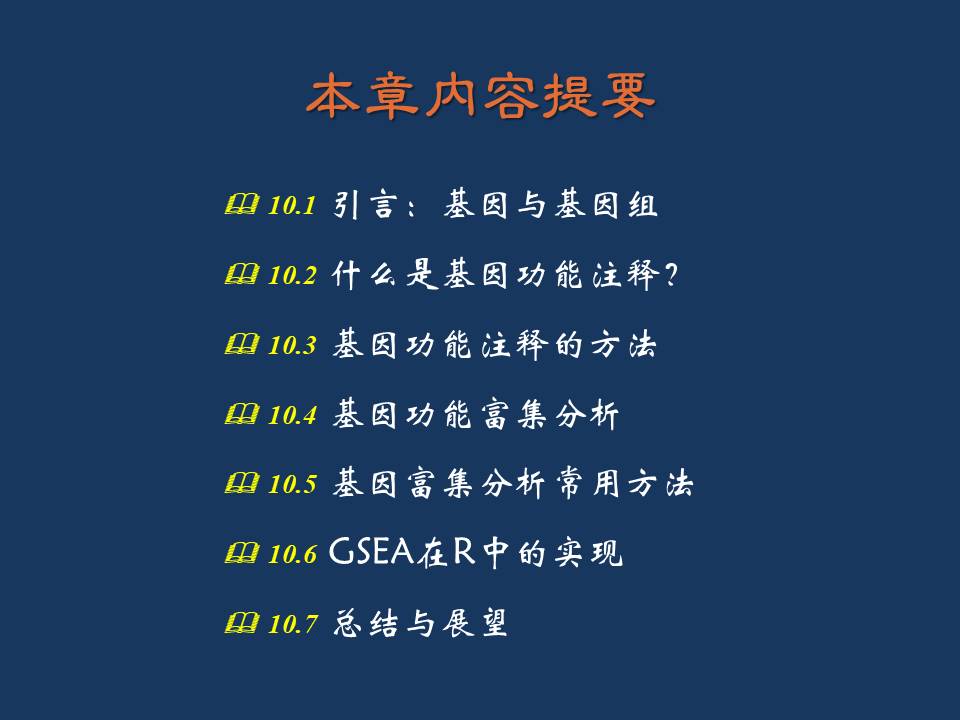 本章内容提要
10.1 引言：基因与基因组
10.2 什么是基因功能注释？
10.3 基因功能注释的方法
10.4 基因功能富集分析
10.5 基因富集分析常用方法
10.6 GSEA在R中的实现
10.7 总结与展望